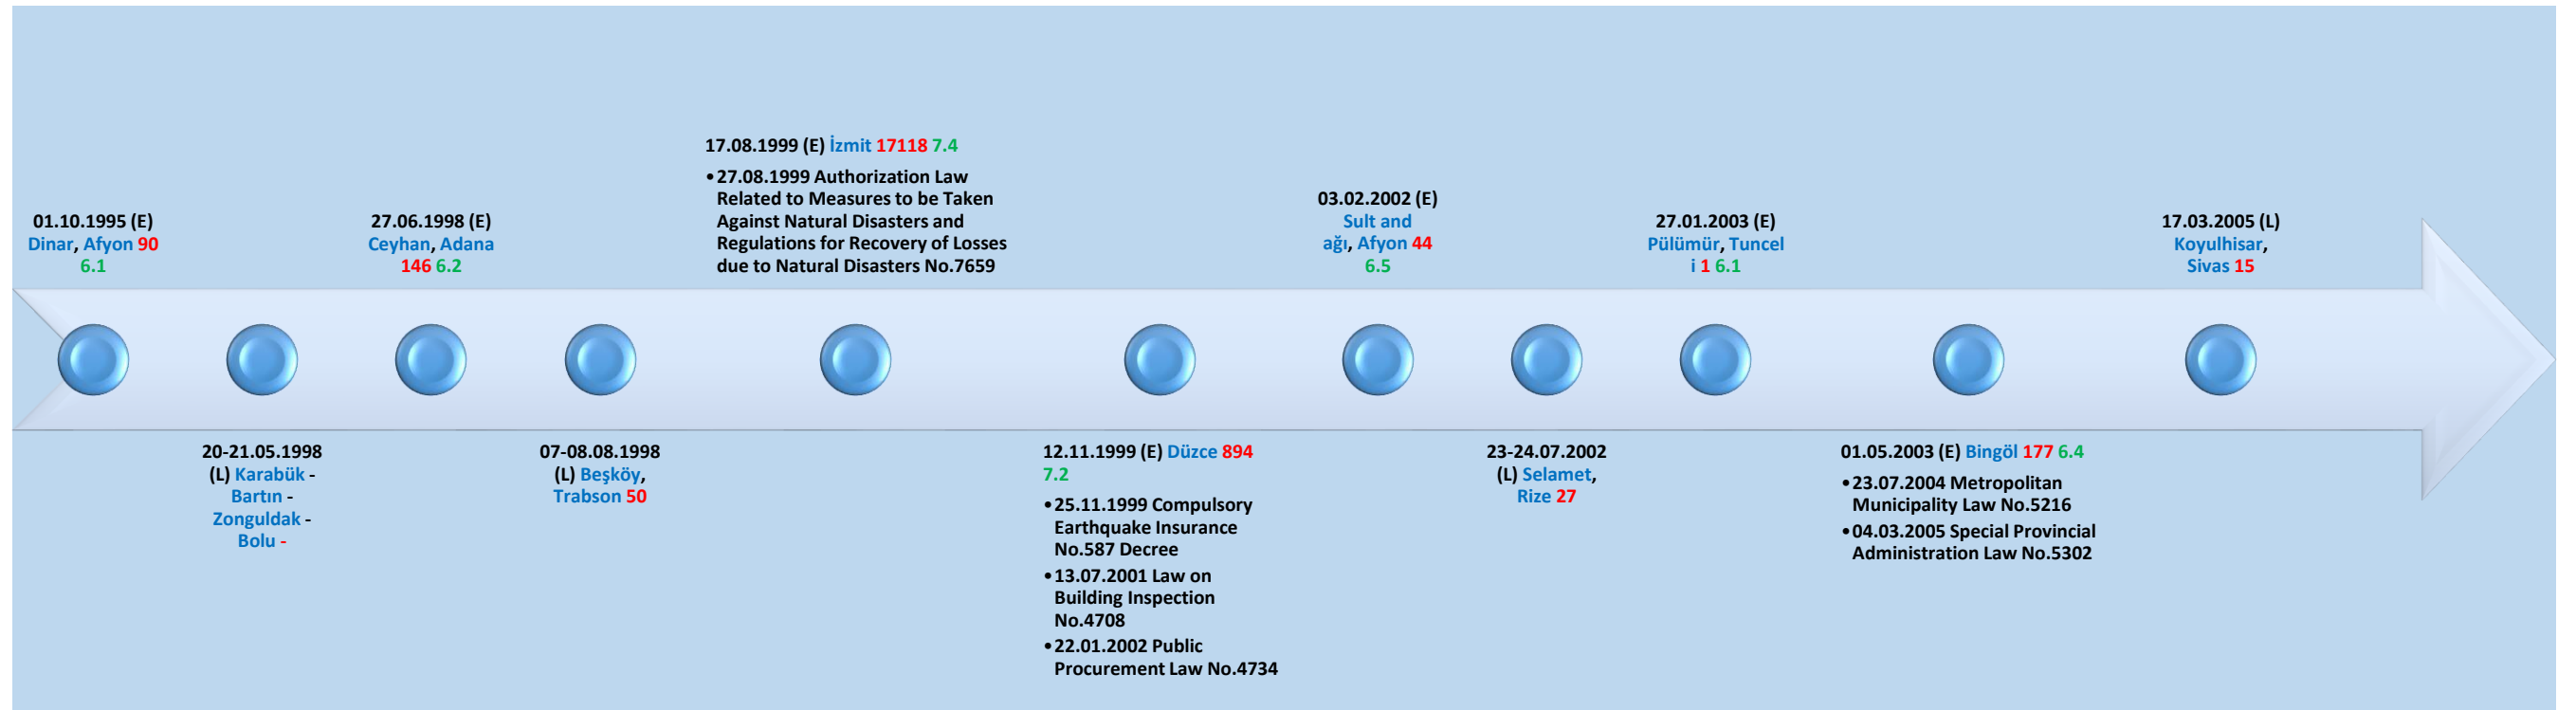 01.10.1995 (E)
Dinar, Afyon 90
6.1
20-21.05.1998
(L) Karabük -
Bartın -
Zonguldak -
Bolu -
27.06.1998 (E)
Ceyhan, Adana
146 6.2
07-08.08.1998
(L) Beşköy,
Trabson 50
17.08.1999 (E) İzmit 17118 7.4
•27.08.1999 Authorization Law
Related to Measures to be Taken
Against Natural Disasters and
Regulations for Recovery of Losses
due to Natural Disasters No.7659
12.11.1999 (E) Düzce 894
7.2
•25.11.1999 Compulsory
Earthquake Insurance
No.587 Decree
•13.07.2001 Law on
Building Inspection
No.4708
•22.01.2002 Public
Procurement Law No.4734
03.02.2002 (E)
Sult and
ağı, Afyon 44
6.5
23-24.07.2002
(L) Selamet,
Rize 27
27.01.2003 (E)
Pülümür, Tuncel
i 1 6.1
01.05.2003 (E) Bingöl 177 6.4
•23.07.2004 Metropolitan
Municipality Law No.5216
•04.03.2005 Special Provincial
Administration Law No.5302
17.03.2005 (L)
Koyulhisar,
Sivas 15